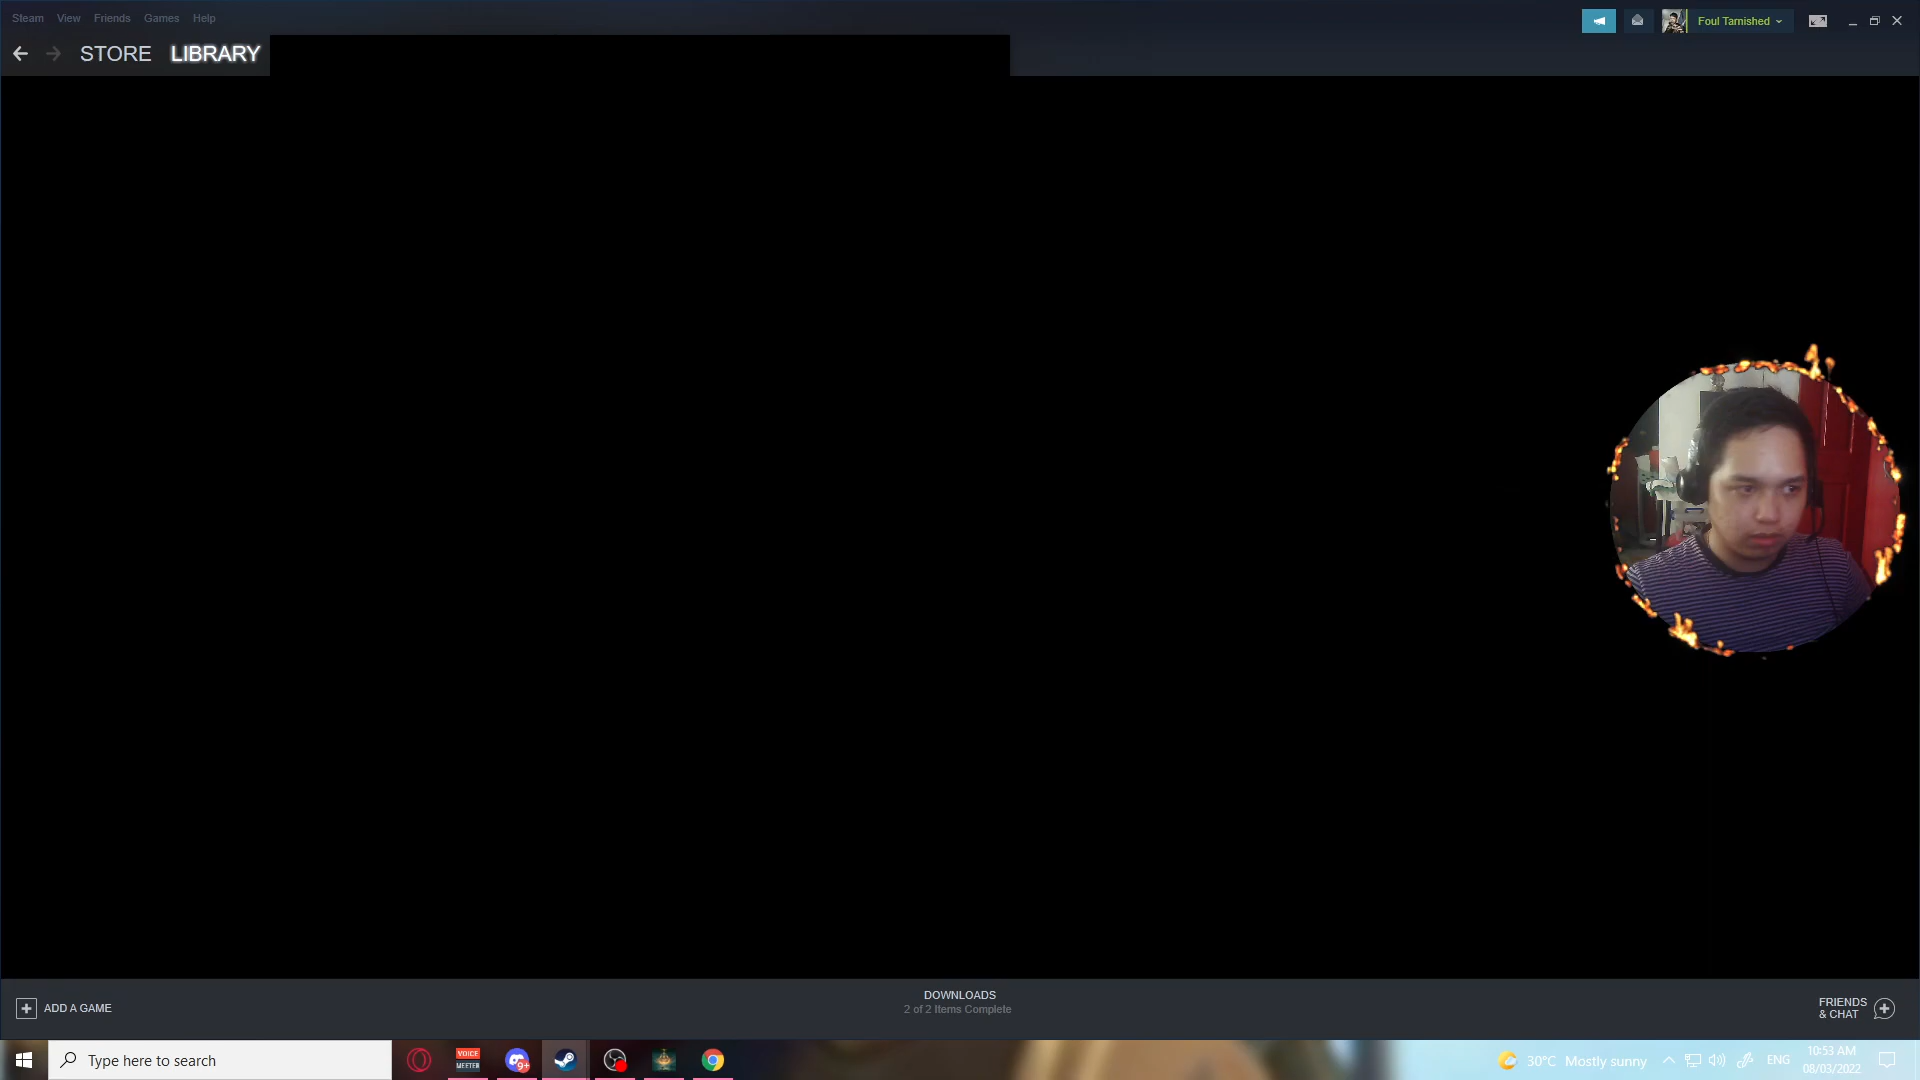 Steam View Friends Games Help
Foul Tarnished
STORE LIBRARY
ADD A GAME
DOWNLOADS
2 of 2 Items Complete
FRIENDS
& CHAT
Type here to search
VOICE
MEETER
9+
30°C Mostly sunny
ENG
10:53 AM
08/03/2022